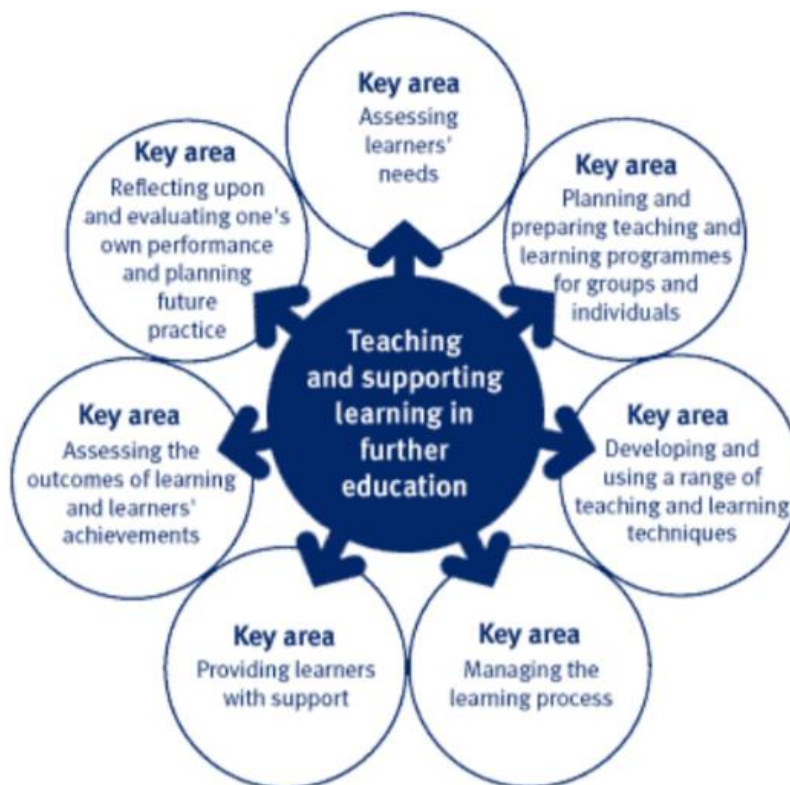 Key area
Assessing
learners'
needs
Key area
Planning and
preparing teaching and
learning programmes
for groups and
individuals
Key area
Developing and
using a range of
teaching and learning
techniques
Key area
Managing the
learning process
Key area
Providing learners
with support
Key area
Assessing the
outcomes of learning
and learners'
achievements
Key area
Reflecting upon
and evaluating one's
own performance
and planning
future
practice
Teaching
and supporting
learning in
further
education